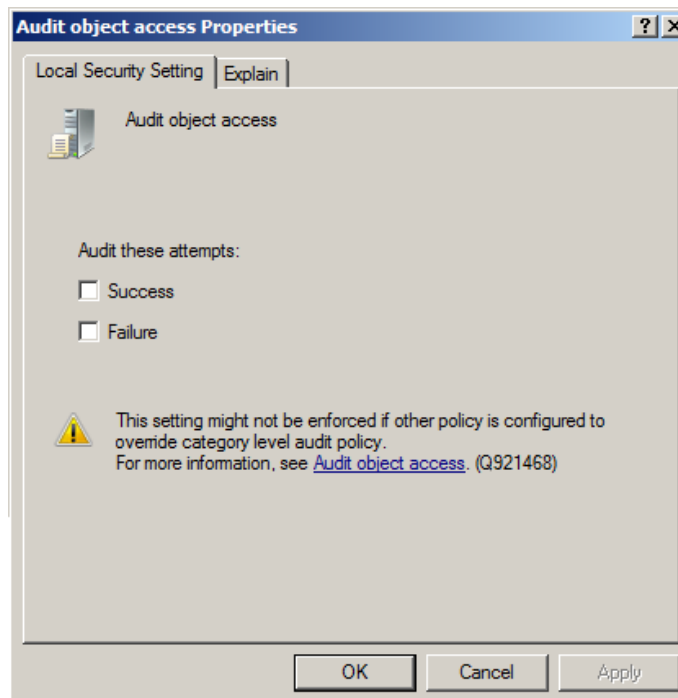 Audit object access Properties
Local Security Setting
Explain
Audit object access
Audit these attempts:
Success
Failure
This setting might not be enforced if other policy is configured to
override category level audit policy.
For more information, see Audit object access. (Q921468)
OK
Cancel
Apply